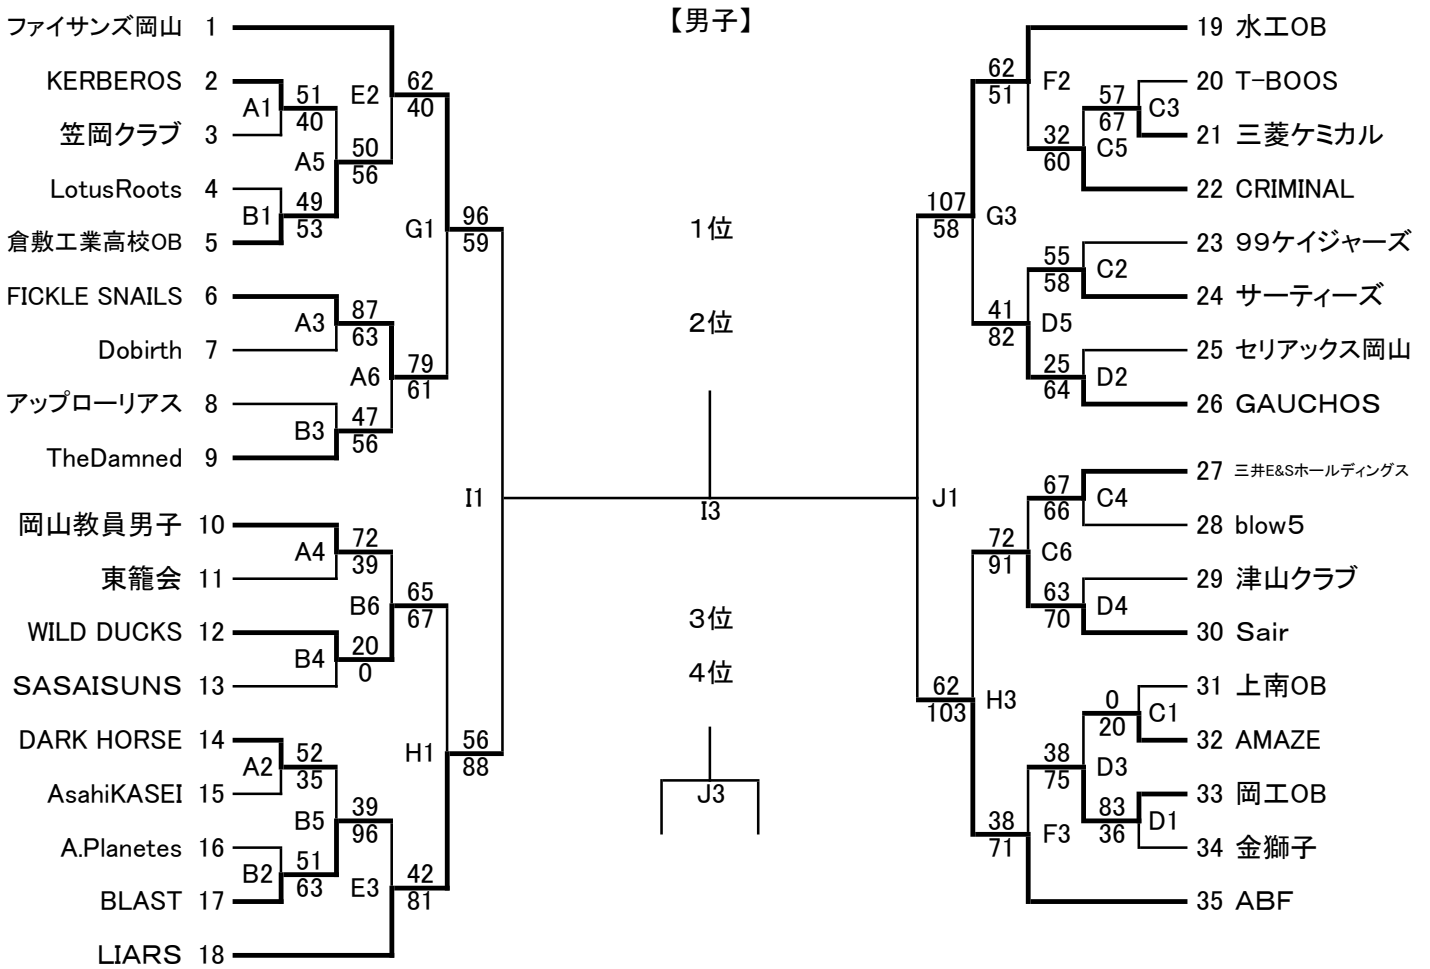 【男子】
ファイサンズ岡山 1
KERBEROS 2
笠岡クラブ 3
LotusRoots 4
倉敷工業高校OB 5
FICKLE SNAILS 6
Dobirth 7
アップローリアス 8
TheDamned 9
岡山教員男子 10
東籠会 11
WILD DUCKS 12
SASAISUNS 13
DARK HORSE 14
AsahiKASEI 15
A.Planetes 16
BLAST 17
LIARS 18
A1 51
40
B1 49
53
A5 50
56
E2 62
40
A3 87
63
B3 47
56
A6 79
61
G1 96
59
A4 72
39
B4 20
0
B6 65
67
A2 52
35
B2 51
63
B5 39
96
E3 42
81
H1 56
88
I1
1位
2位
I3
3位
4位
J3
J1
107 G3
58
62 F2
51
57 C3
67
32 C5
60
55 C2
58
41 D5
82
25 D2
64
67 C4
66
72 C6
91
63 D4
70
62 H3
103
0 C1
20
38 D3
75
83 D1
36
38 F3
71
19 水工OB
20 T-BOOS
21 三菱ケミカル
22 CRIMINAL
23 99ケイジャーズ
24 サーティーズ
25 セリアックス岡山
26 GAUCHOS
27 三井E&Sホールディングス
28 blow5
29 津山クラブ
30 Sair
31 上南OB
32 AMAZE
33 岡工OB
34 金獅子
35 ABF